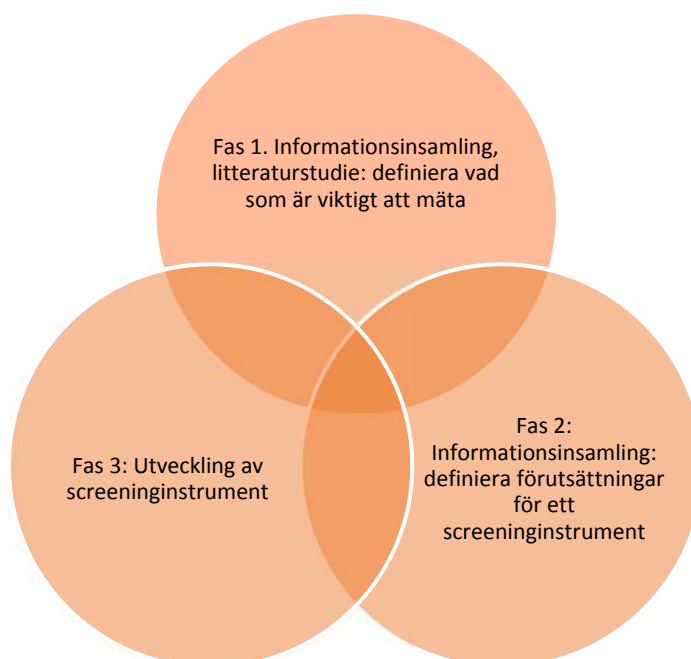 Fas 1. Informationsinsamling,
litteraturstudie: definiera vad
som är viktigt att mäta
Fas 2:
Informationsinsamling:
definiera förutsättningar
för ett
screeninginstrument
Fas 3: Utveckling av
screeninginstrument